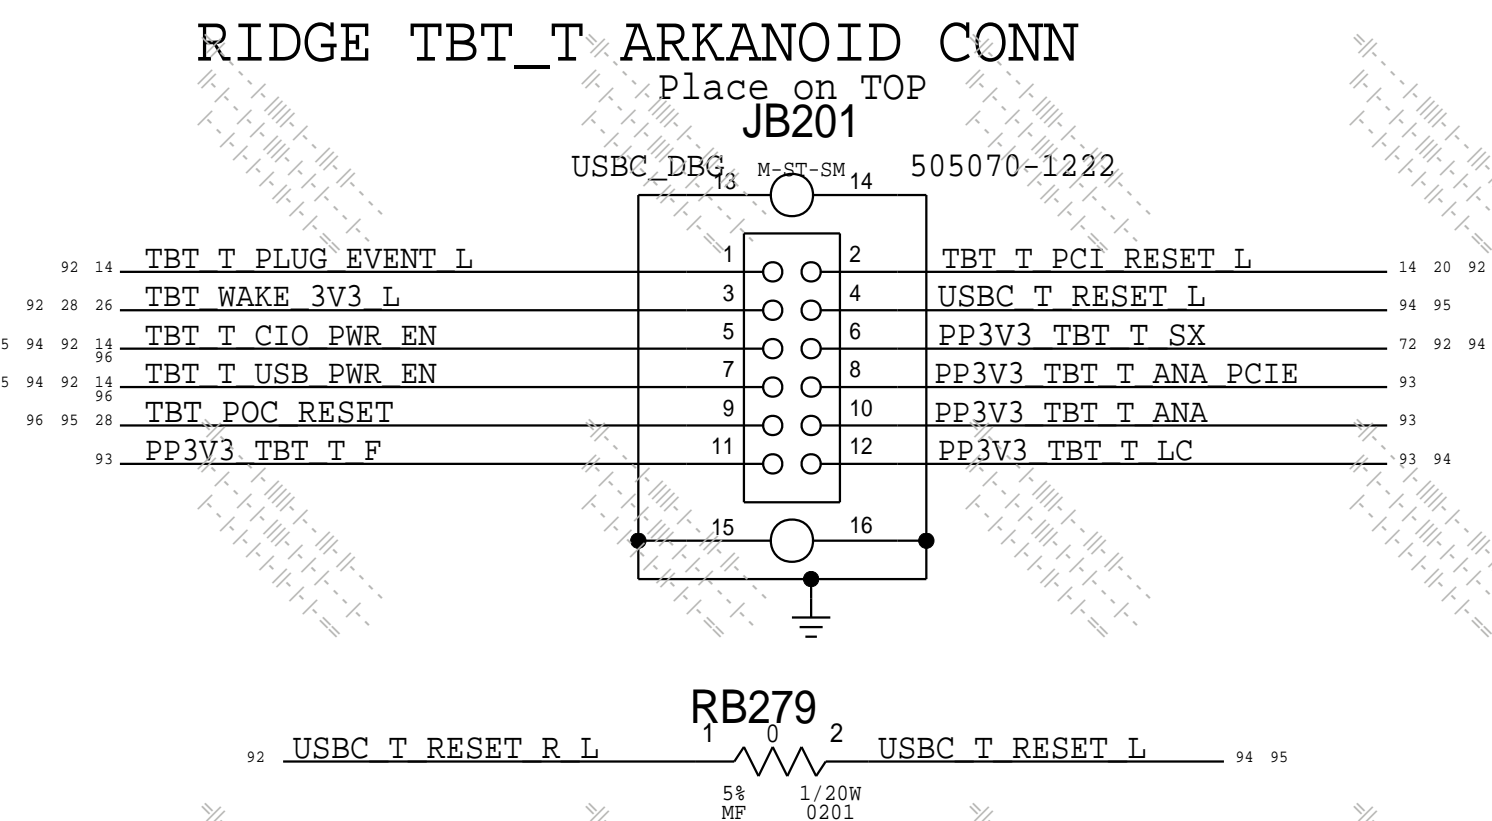 RIDGE TBT_T ARKANOID CONN
Place on TOP
JB201
USBC_DBG M-ST-SM 505070-1222
13 14
92 14 TBT_T_PLUG_EVENT_L 1 2 TBT_T_PCI_RESET_L 14 20 92
92 28 26 TBT_WAKE_3V3_L 3 4 USBC_T_RESET_L 94 95
5 94 92 14 TBT_T_CIO_PWR_EN 5 6 PP3V3_TBT_T_SX 72 92 94
96
5 94 92 14 TBT_T_USB_PWR_EN 7 8 PP3V3_TBT_T_ANA_PCIE 93
96
96 95 28 TBT_POC_RESET 9 10 PP3V3_TBT_T_ANA 93
93 PP3V3_TBT_T_F 11 12 PP3V3_TBT_T_LC 93 94
15 16
RB279
92 USBC_T_RESET_R_L 1 0 2 USBC_T_RESET_L 94 95
5% 1/20W
MF 0201